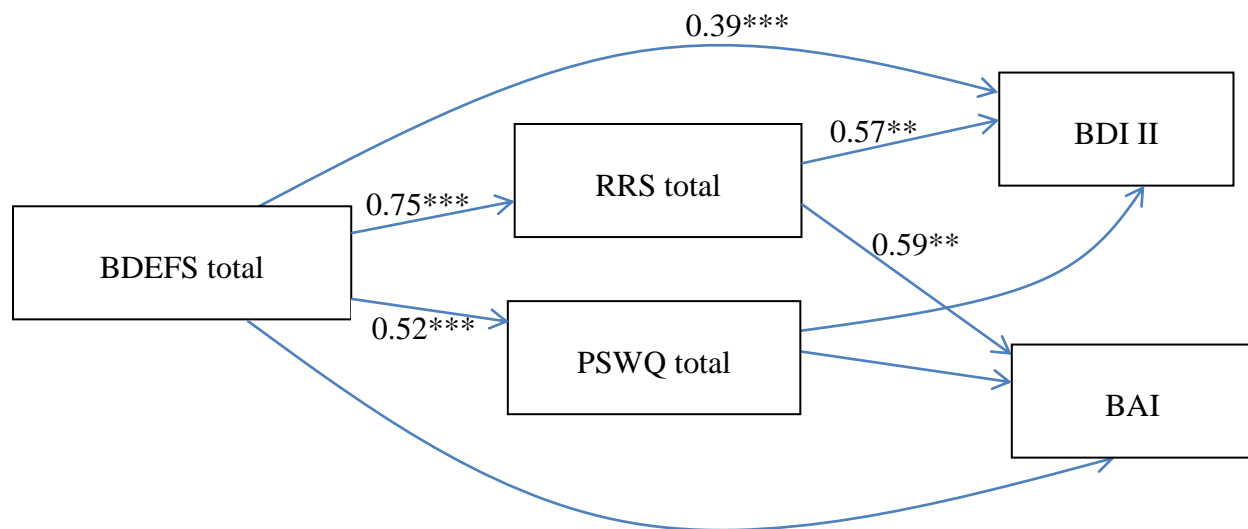 0.39***
BDI II
0.57**
RRS total
0.75***
BDEFS total
0.59**
0.52***
PSWQ total
BAI